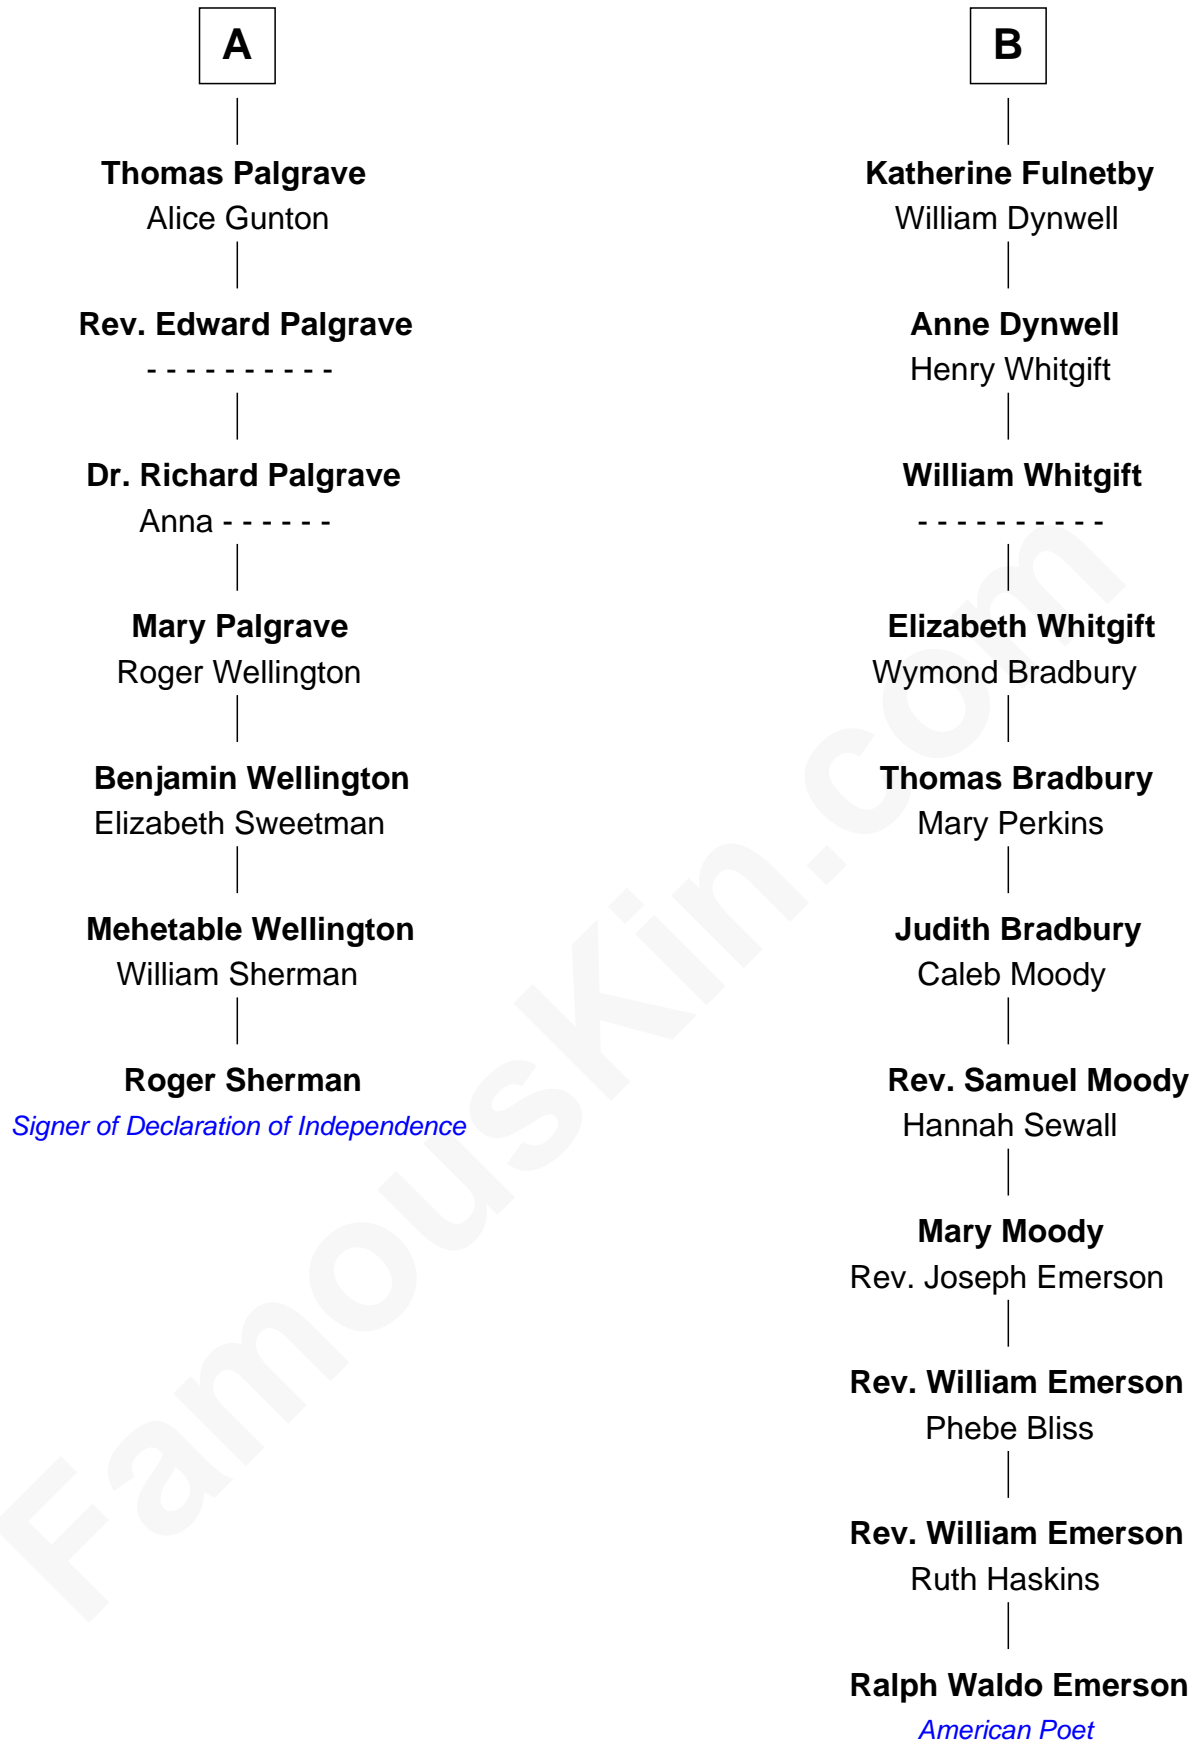 A
Thomas Palgrave
Alice Gunton
Rev. Edward Palgrave
- - - - - - - - - -
Dr. Richard Palgrave
Anna - - - - - -
Mary Palgrave
Roger Wellington
Benjamin Wellington
Elizabeth Sweetman
Mehetable Wellington
William Sherman
Roger Sherman
Signer of Declaration of Independence
B
Katherine Fulnetby
William Dynwell
Anne Dynwell
Henry Whitgift
William Whitgift
- - - - - - - - - -
Elizabeth Whitgift
Wymond Bradbury
Thomas Bradbury
Mary Perkins
Judith Bradbury
Caleb Moody
Rev. Samuel Moody
Hannah Sewall
Mary Moody
Rev. Joseph Emerson
Rev. William Emerson
Phebe Bliss
Rev. William Emerson
Ruth Haskins
Ralph Waldo Emerson
American Poet
FamousKin.com